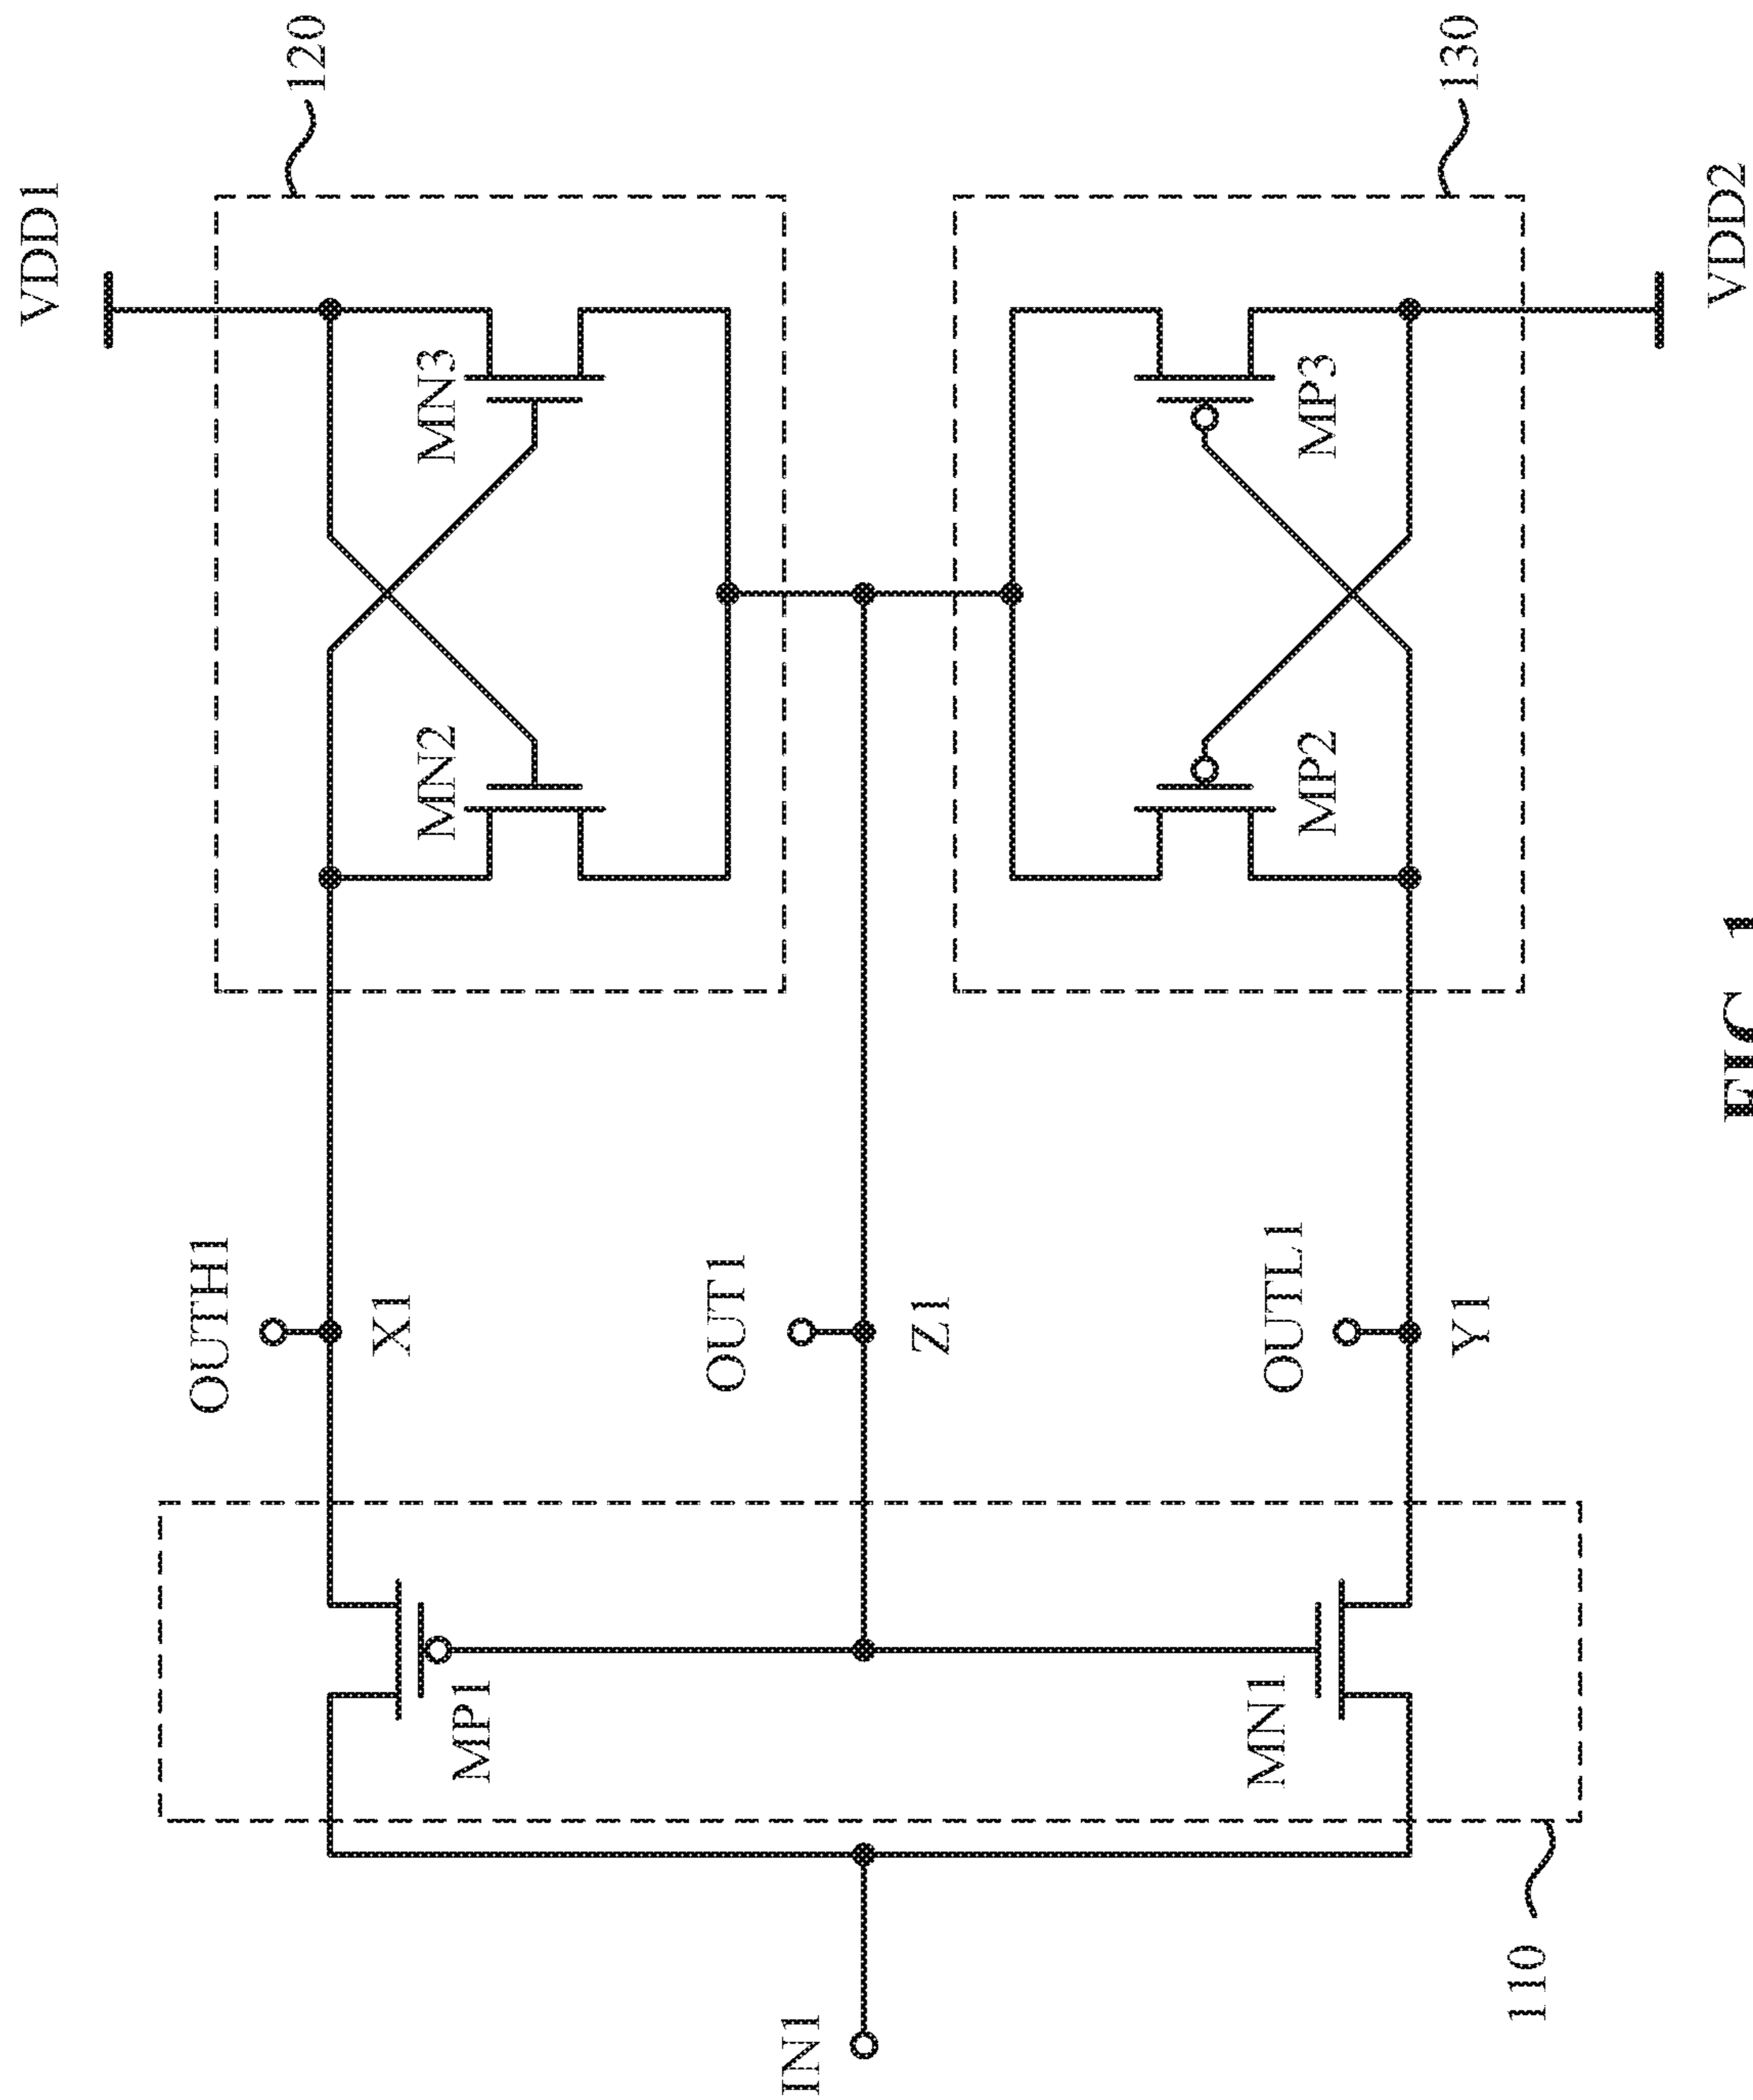 VDD1
120
MN3
MN2
OUTH1
X1
MP1
OUT1
Z1
IN1
130
MP3
MP2
OUTL1
Y1
MN1
110
VDD2
FIG. 1